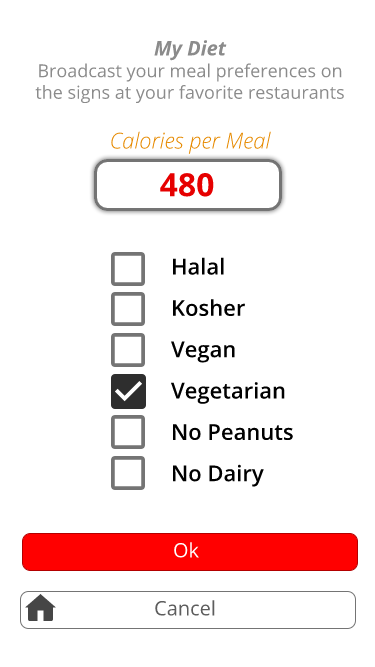 My Diet
Broadcast your meal preferences on
the signs at your favorite restaurants
Calories per Meal
480
Halal
Kosher
Vegan
Vegetarian
No Peanuts
No Dairy
Ok
Cancel